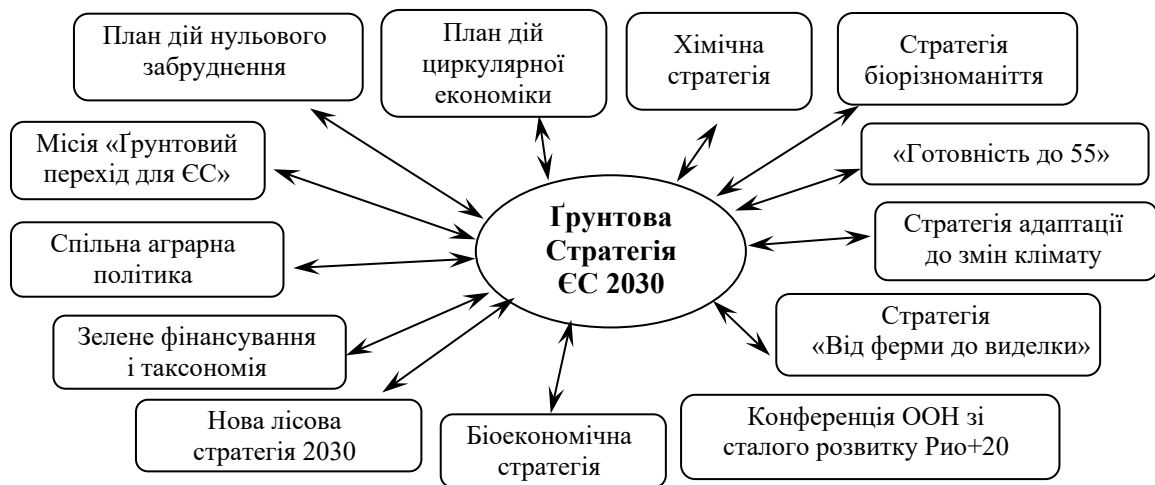 План дій нульового
забруднення
План дій
циркулярної
економіки
Хімічна
стратегія
Стратегія
біорізноманіття
Місія «Ґрунтовий
перехід для ЄС»
«Готовність до 55»
Ґрунтова
Стратегія
ЄС 2030
Спільна аграрна
політика
Стратегія адаптації
до змін клімату
Зелене фінансування
і таксономія
Стратегія
«Від ферми до виделки»
Нова лісова
стратегія 2030
Біоекономічна
стратегія
Конференція ООН зі
сталого розвитку Рио+20